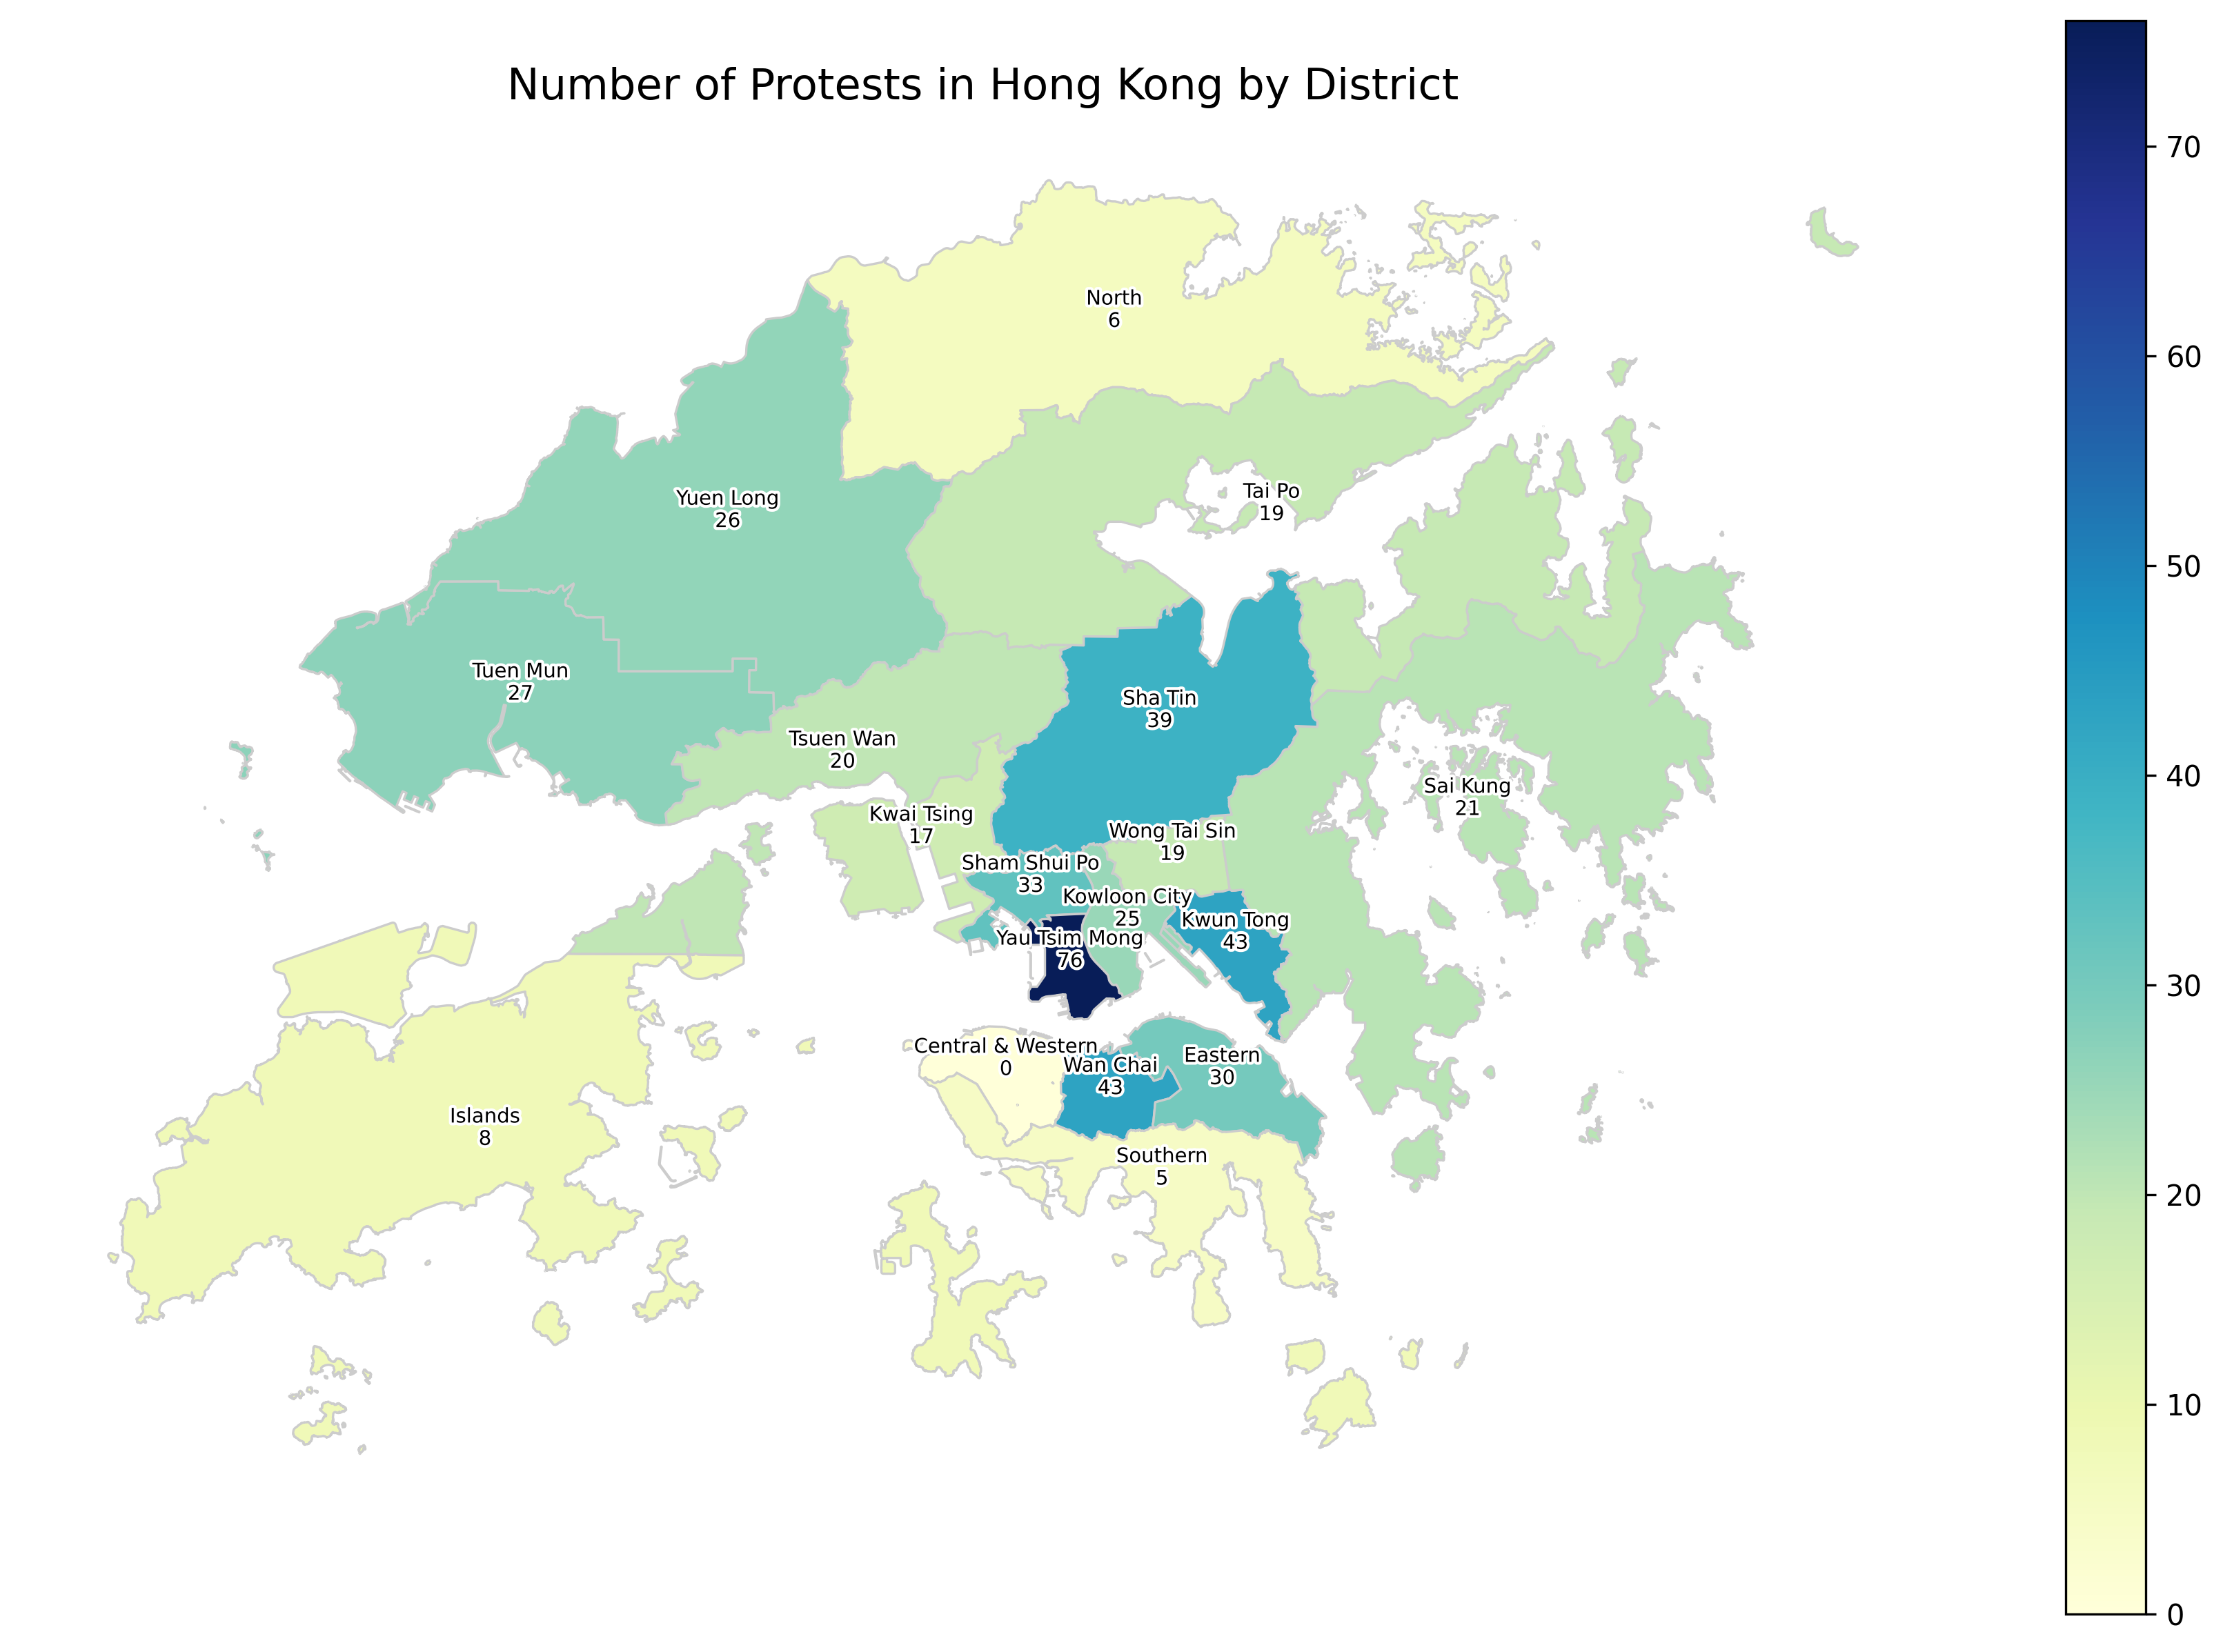 Number of Protests in Hong Kong by District
North
6
Yuen Long
26
Tai Po
19
Tuen Mun
27
Sha Tin
39
Tsuen Wan
20
Sai Kung
21
Kwai Tsing
17
Wong Tai Sin
19
Sham Shui Po
33
Kowloon City
25
Kwun Tong
43
Yau Tsim Mong
76
Central & Western
0
Wan Chai
43
Eastern
30
Islands
8
Southern
5
70
60
50
40
30
20
10
0